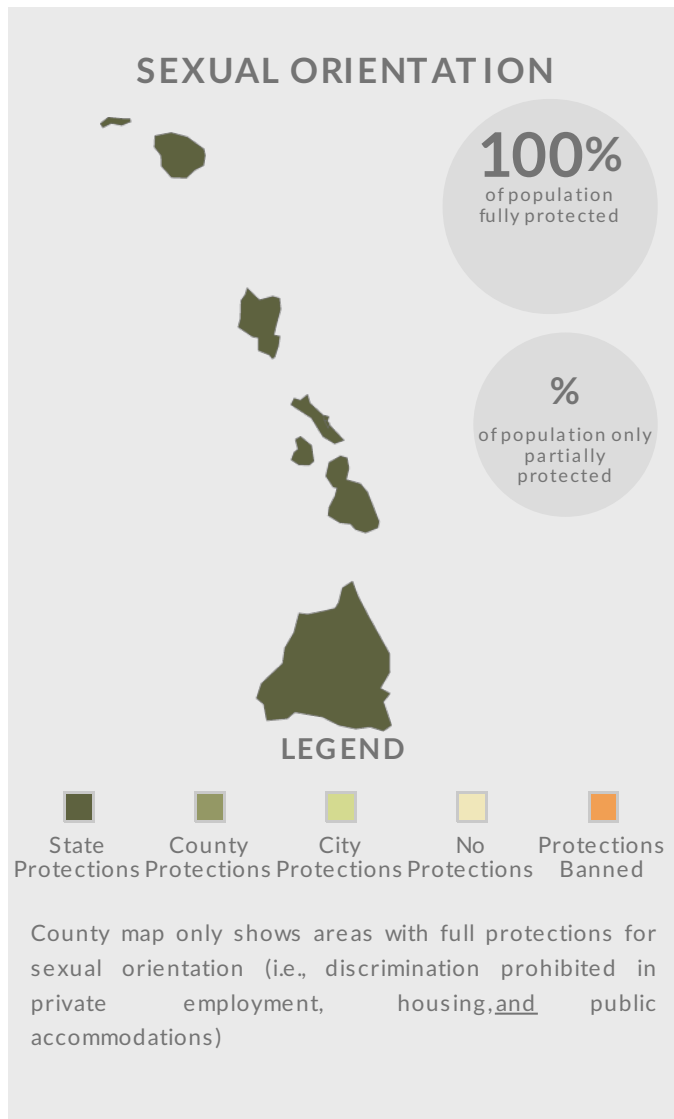 SEXUAL ORIENTATION
100%
of population
fully protected
%
of population only
partially
protected
LEGEND
State
Protections
County
Protections
City
Protections
No
Protections
Protections
Banned
County map only shows areas with full protections for
sexual orientation (i.e., discrimination prohibited in
private employment, housing, and public
accommodations)